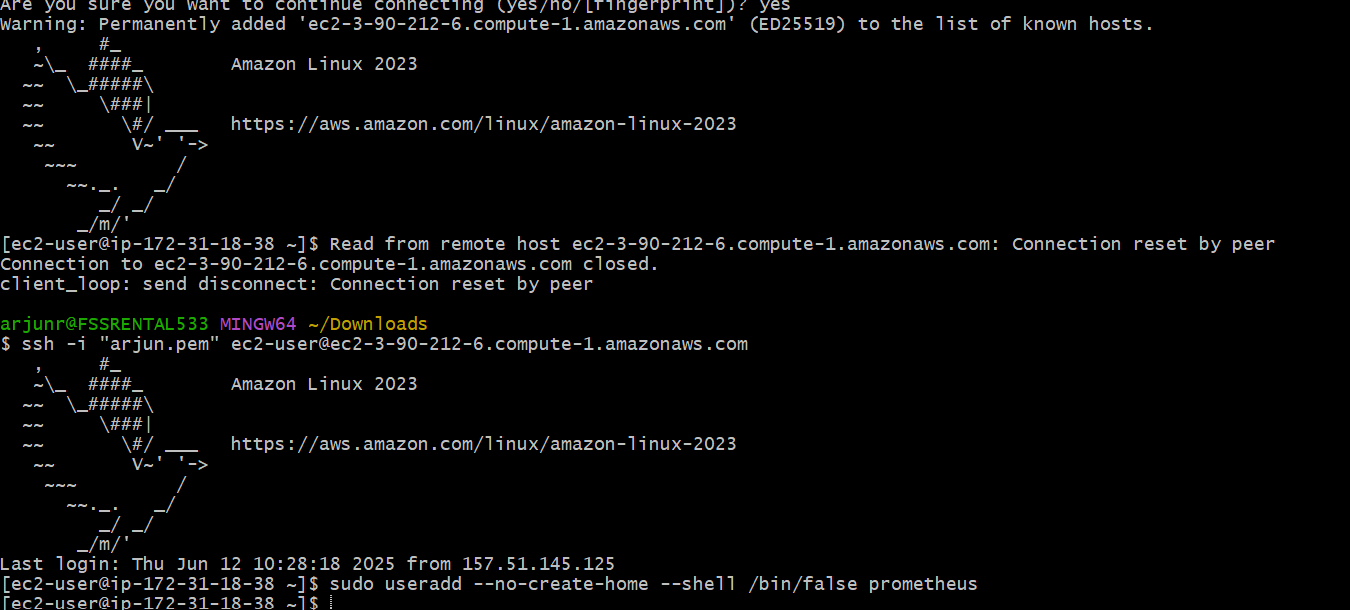 Are you sure you want to continue connecting (yes/no/[fingerprint])? yes
Warning: Permanently added 'ec2-3-90-212-6.compute-1.amazonaws.com' (ED25519) to the list of known hosts.
   ,     #_
   ~\_  ####_        Amazon Linux 2023
  ~~  \_#####\
  ~~     \###|
  ~~       \#/ ___   https://aws.amazon.com/linux/amazon-linux-2023
   ~~       V~' '->
    ~~~         /
      ~~._.   _/
         _/ _/
       _/m/'
[ec2-user@ip-172-31-18-38 ~]$ Read from remote host ec2-3-90-212-6.compute-1.amazonaws.com: Connection reset by peer
Connection to ec2-3-90-212-6.compute-1.amazonaws.com closed.
client_loop: send disconnect: Connection reset by peer

arjunr@FSSRENTAL533 MINGW64 ~/Downloads
$ ssh -i "arjun.pem" ec2-user@ec2-3-90-212-6.compute-1.amazonaws.com
   ,     #_
   ~\_  ####_        Amazon Linux 2023
  ~~  \_#####\
  ~~     \###|
  ~~       \#/ ___   https://aws.amazon.com/linux/amazon-linux-2023
   ~~       V~' '->
    ~~~         /
      ~~._.   _/
         _/ _/
       _/m/'
Last login: Thu Jun 12 10:28:18 2025 from 157.51.145.125
[ec2-user@ip-172-31-18-38 ~]$ sudo useradd --no-create-home --shell /bin/false prometheus
[ec2-user@ip-172-31-18-38 ~]$